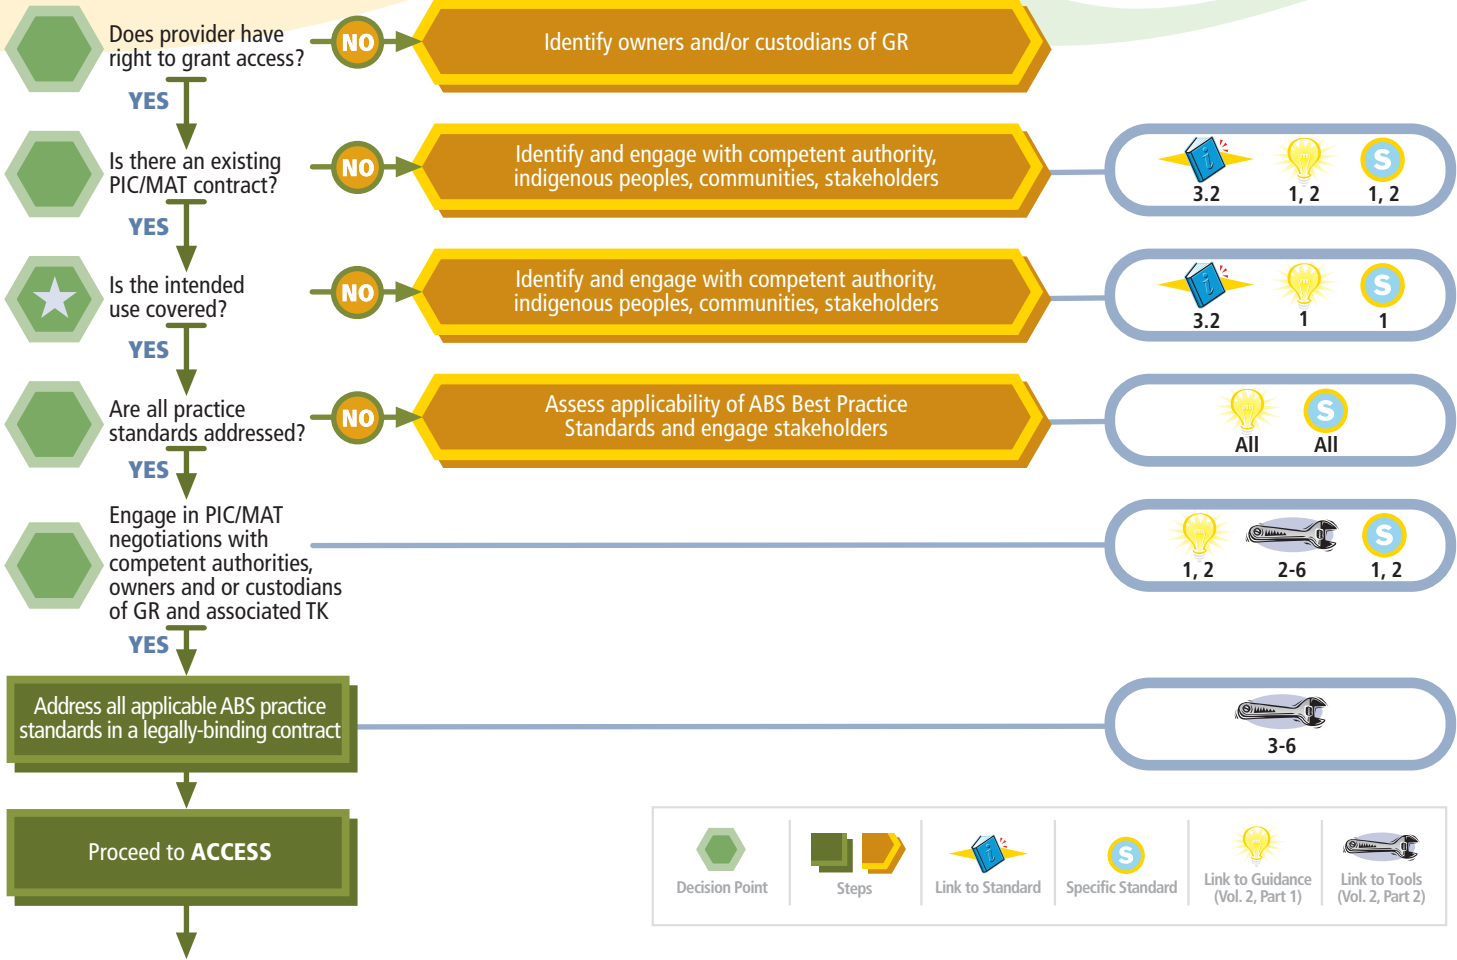 Does provider have
right to grant access?
NO
Identify owners and/or custodians of GR
YES
Is there an existing
PIC/MAT contract?
NO
Identify and engage with competent authority,
indigenous peoples, communities, stakeholders
i
S
3.2
1, 2
1, 2
YES
Is the intended
use covered?
NO
Identify and engage with competent authority,
indigenous peoples, communities, stakeholders
i
S
3.2
1
1
YES
Are all practice
standards addressed?
NO
Assess applicability of ABS Best Practice
Standards and engage stakeholders
S
All
All
YES
Engage in PIC/MAT
negotiations with
competent authorities,
owners and or custodians
of GR and associated TK
S
1, 2
2-6
1, 2
YES
Address all applicable ABS practice
standards in a legally-binding contract
3-6
Proceed to ACCESS
Decision Point
Steps
i
Link to Standard
S
Specific Standard
Link to Guidance
(Vol. 2, Part 1)
Link to Tools
(Vol. 2, Part 2)